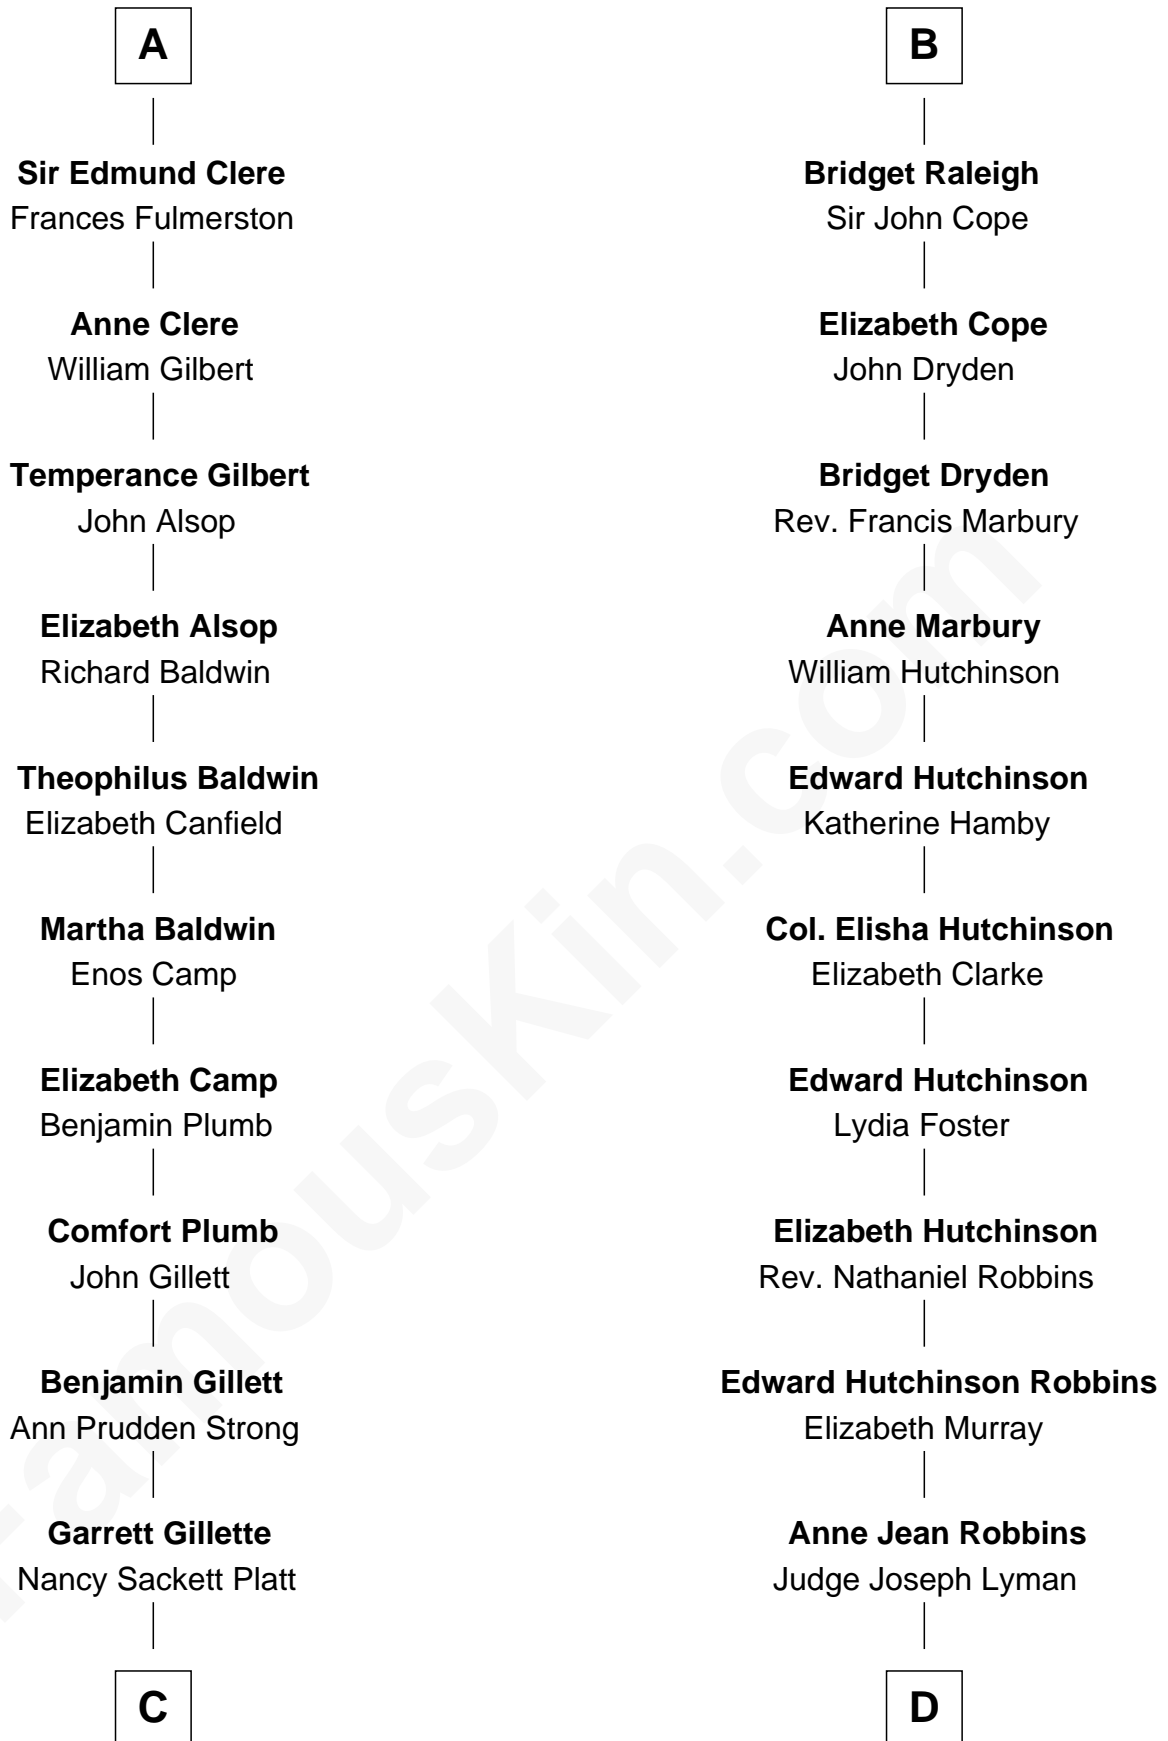 A
Sir Edmund Clere
Frances Fulmerston
Anne Clere
William Gilbert
Temperance Gilbert
John Alsop
Elizabeth Alsop
Richard Baldwin
Theophilus Baldwin
Elizabeth Canfield
Martha Baldwin
Enos Camp
Elizabeth Camp
Benjamin Plumb
Comfort Plumb
John Gillett
Benjamin Gillett
Ann Prudden Strong
Garrett Gillette
Nancy Sackett Platt
C
B
Bridget Raleigh
Sir John Cope
Elizabeth Cope
John Dryden
Bridget Dryden
Rev. Francis Marbury
Anne Marbury
William Hutchinson
Edward Hutchinson
Katherine Hamby
Col. Elisha Hutchinson
Elizabeth Clarke
Edward Hutchinson
Lydia Foster
Elizabeth Hutchinson
Rev. Nathaniel Robbins
Edward Hutchinson Robbins
Elizabeth Murray
Anne Jean Robbins
Judge Joseph Lyman
D
FamousKin.com